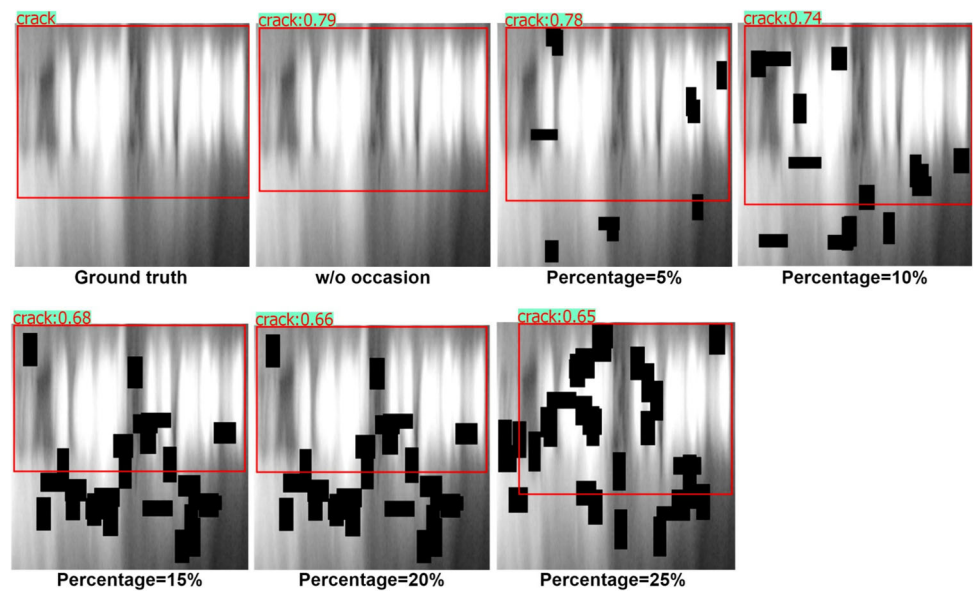 crack
crack:0.79
crack:0.78
crack:0.74
Ground truth
w/o occasion
Percentage=5%
Percentage=10%
crack:0.68
crack:0.66
crack:0.65
Percentage=15%
Percentage=20%
Percentage=25%